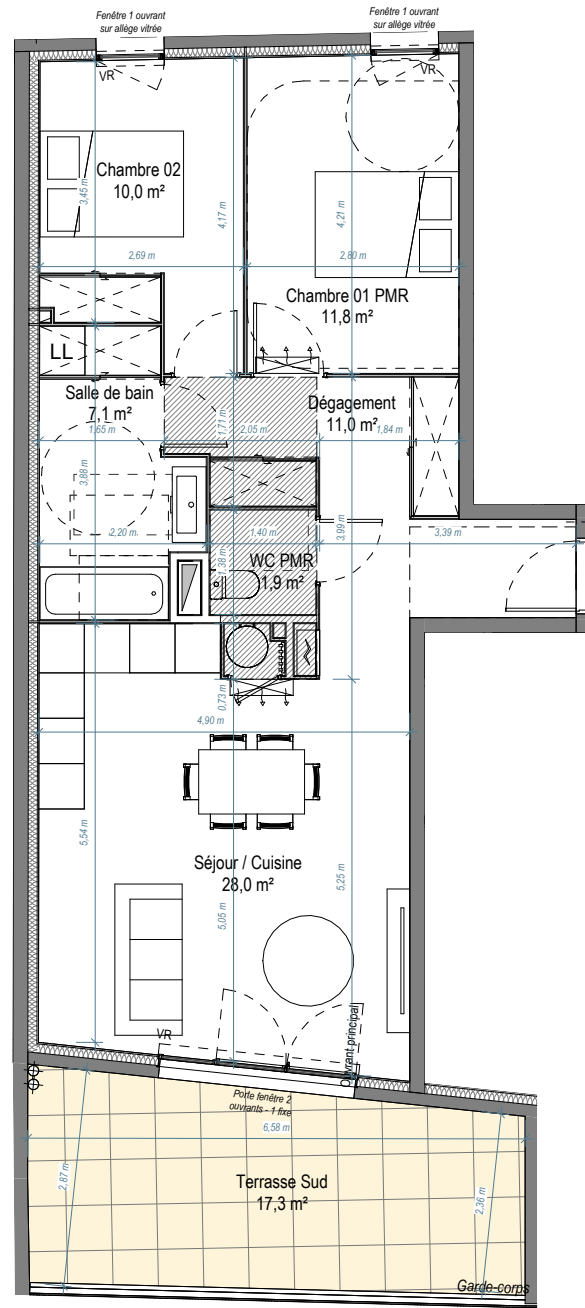 Fenêtre 1 ouvrant
sur allège vitrée
Fenêtre 1 ouvrant
sur allège vitrée
VR
VR
Chambre 02
10,0 m²
3,45 m
4,17 m
4,21 m
2,69 m
2,80 m
Chambre 01 PMR
11,8 m²
LL
Salle de bain
7,1 m²
Dégagement
11,0 m²
1,65 m
1,71 m
2,05 m
1,84 m
3,88 m
2,20 m
1,40 m
3,99 m
3,39 m
WC PMR
1,9 m²
1,38 m
0,73 m
4,90 m
5,54 m
Séjour / Cuisine
28,0 m²
5,25 m
5,05 m
VR
Ouvrant principal
Porte fenêtre 2
ouvrants - 1 fixe
6,58 m
2,87 m
Terrasse Sud
17,3 m²
2,36 m
Garde-corps